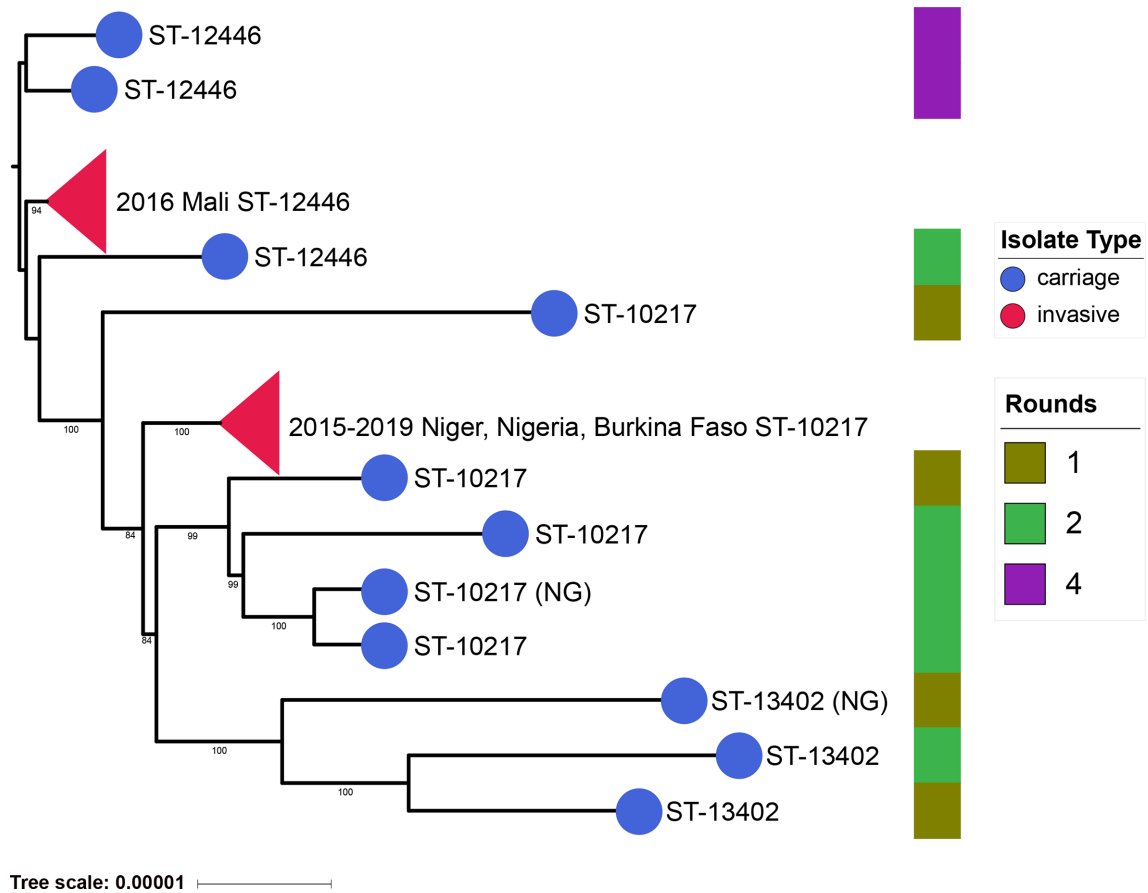 ST-12446
ST-12446
94
2016 Mali ST-12446
ST-12446
Isolate Type
carriage
invasive
ST-10217
100
100
2015-2019 Niger, Nigeria, Burkina Faso ST-10217
Rounds
1
2
4
ST-10217
84
99
ST-10217
99
ST-10217 (NG)
100
ST-10217
84
ST-13402 (NG)
100
ST-13402
100
ST-13402
Tree scale: 0.00001